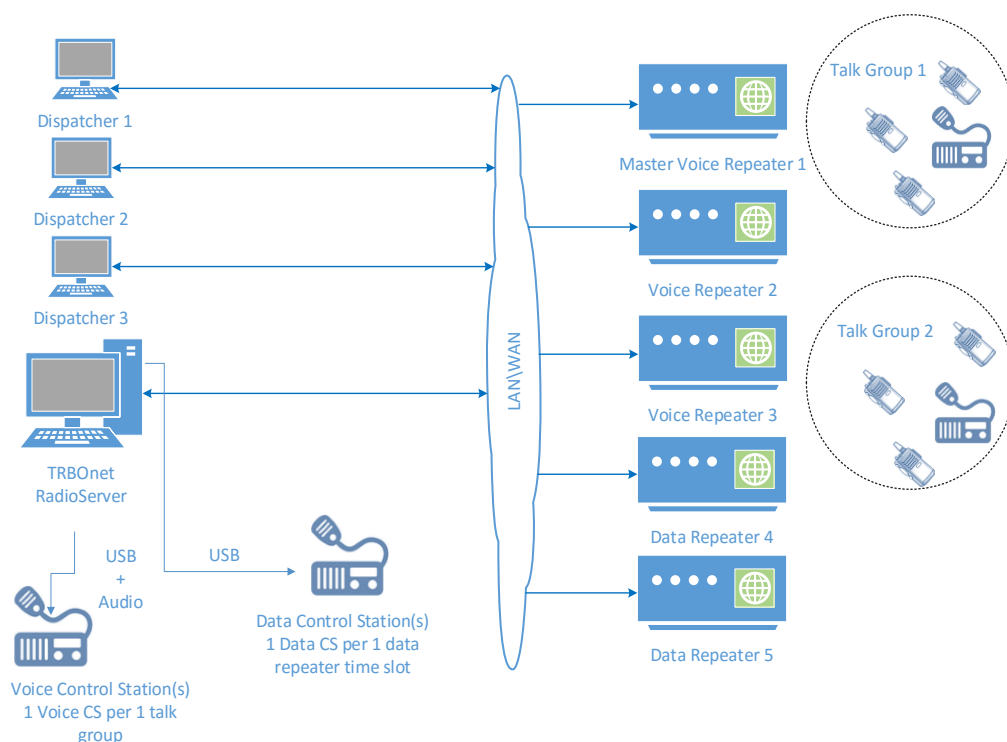 Dispatcher 1
Dispatcher 2
Dispatcher 3
TRBOnet
RadioServer
USB
+
Audio
USB
Voice Control Station(s)
1 Voice CS per 1 talk
group
Data Control Station(s)
1 Data CS per 1 data
repeater time slot
LAN\WAN
Master Voice Repeater 1
Voice Repeater 2
Voice Repeater 3
Data Repeater 4
Data Repeater 5
Talk Group 1
Talk Group 2